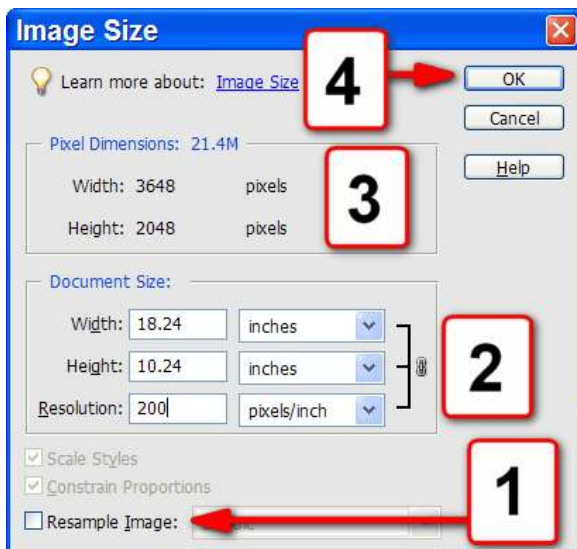 Image Size
4
Learn more about: Image Size
OK
Cancel
Help
Pixel Dimensions: 21.4M
3
Width: 3648 pixels
Height: 2048 pixels
Document Size:
2
Width: 18.24 inches
Height: 10.24 inches
Resolution: 200 pixels/inch
Scale Styles
Constrain Proportions
1
Resample Image: